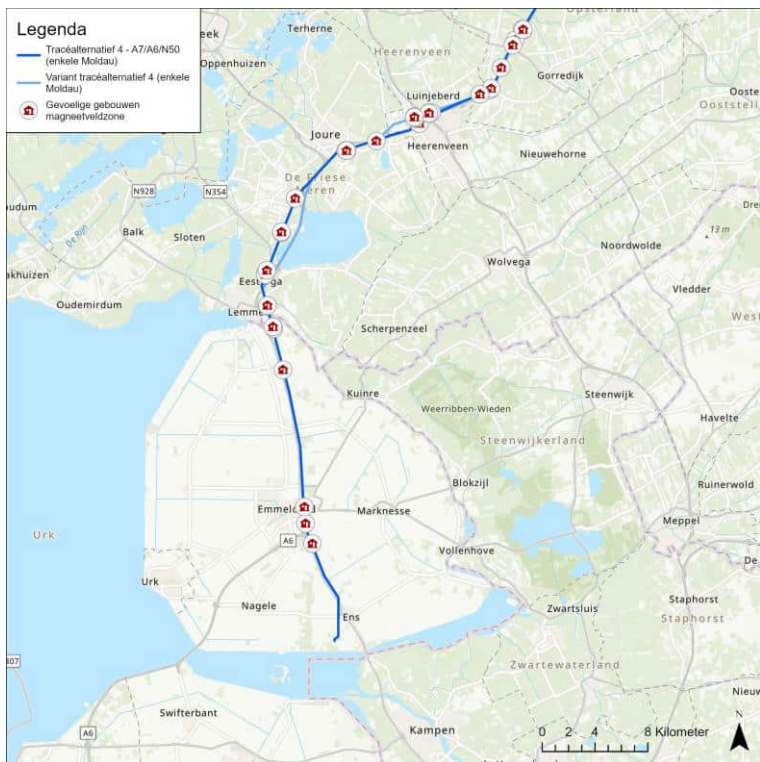 Legenda
Tracéalternatief 4 - A7/A6/N50
(enkele Moldau)
Variant tracéalternatief 4 (enkele
Moldau)
Gevoelige gebouwen
magneetveldzone
Terherne
Oppenhuizen
Heerenveen
Opsterland
Gorredijk
Luinjeberd
Joure
Heerenveen
Nieuwehorne
De Friese
Meren
N928
N354
De Rijn
Balk
Sloten
Oudemirdum
Wolvega
Noordwolde
13 m
Vledder
Scherpenzeel
Kuinre
Steenwijk
Weerribben-Wieden
Havelte
Steenwijkerland
Blokzijl
Ruinerwold
Marknesse
Meppel
Urk
A6
Vollenhove
Urk
Nagele
Ens
Zwartsluis
Staphorst
Staphorst
Zwartewaterland
Swifterbant
A6
Kampen
0 2 4 8 Kilometer
N